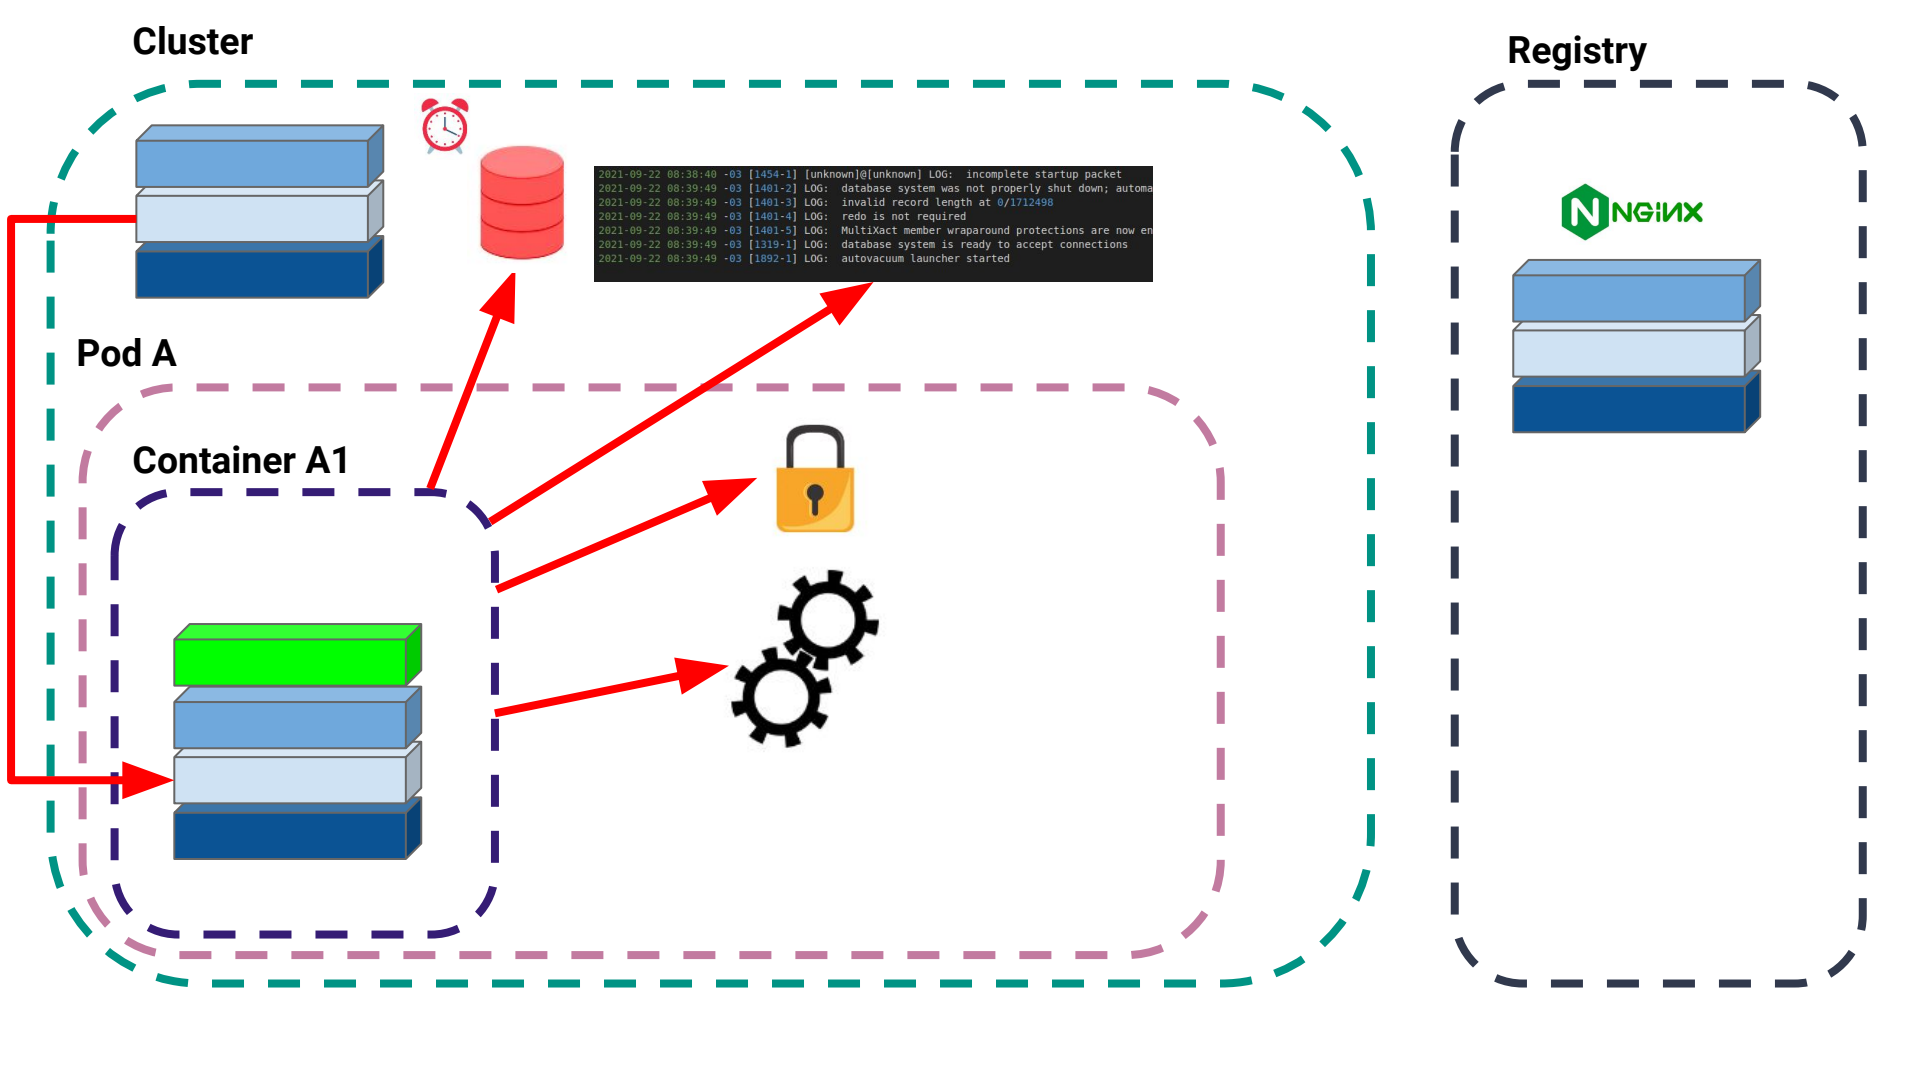 Cluster
Registry
2021-09-22 08:38:40 -03 [1454-1] [unknown]@[unknown] LOG:  incomplete startup packet
2021-09-22 08:39:49 -03 [1401-2] LOG:  database system was not properly shut down; automa
2021-09-22 08:39:49 -03 [1401-3] LOG:  invalid record length at 0/1712498
2021-09-22 08:39:49 -03 [1401-4] LOG:  redo is not required
2021-09-22 08:39:49 -03 [1401-5] LOG:  MultiXact member wraparound protections are now en
2021-09-22 08:39:49 -03 [1319-1] LOG:  database system is ready to accept connections
2021-09-22 08:39:49 -03 [1892-1] LOG:  autovacuum launcher started
NGINX
Pod A
Container A1